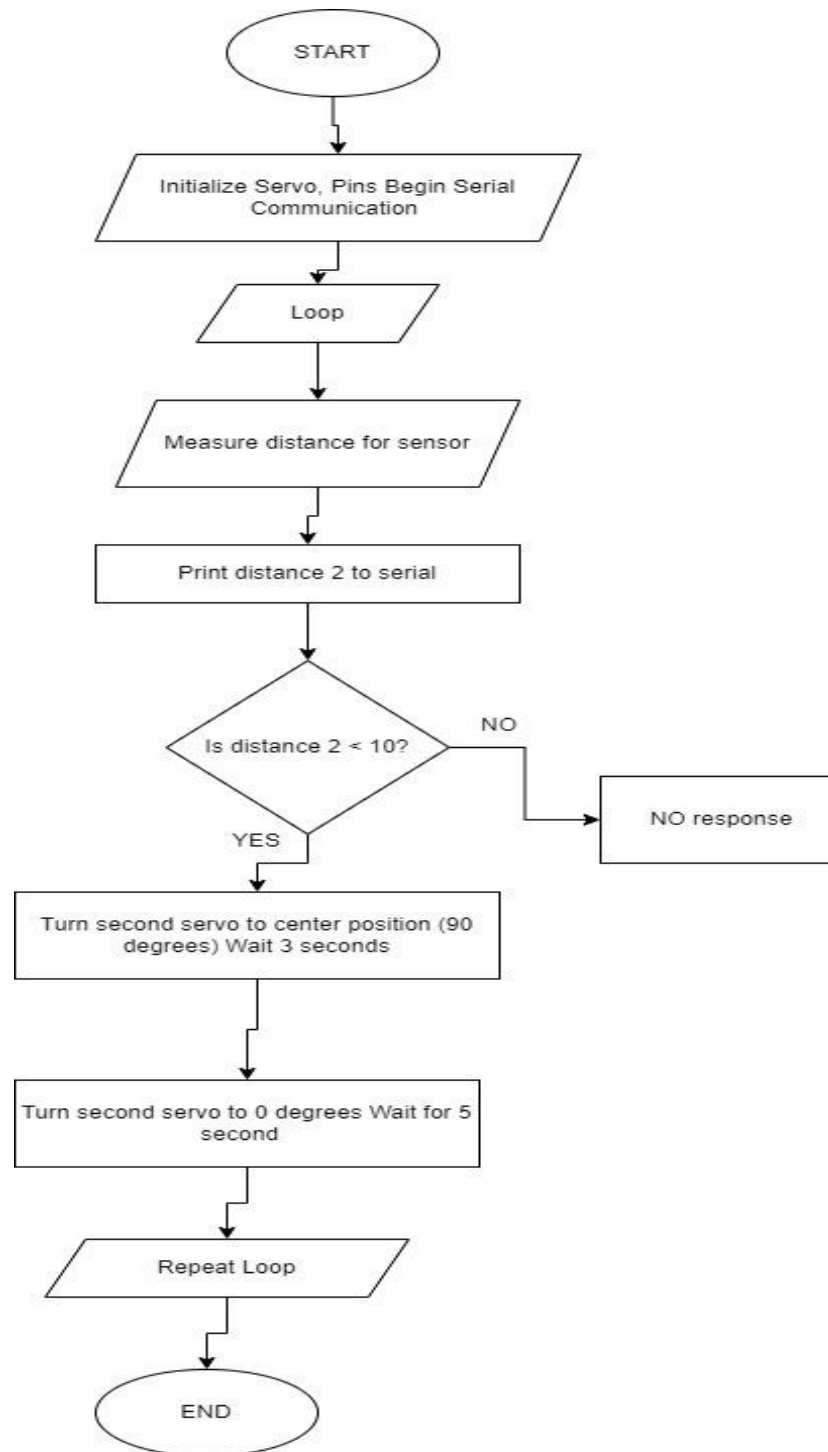 START
Initialize Servo, Pins Begin Serial
Communication
Loop
Measure distance for sensor
Print distance 2 to serial
Is distance 2 < 10?
NO
NO response
YES
Turn second servo to center position (90
degrees) Wait 3 seconds
Turn second servo to 0 degrees Wait for 5
second
Repeat Loop
END